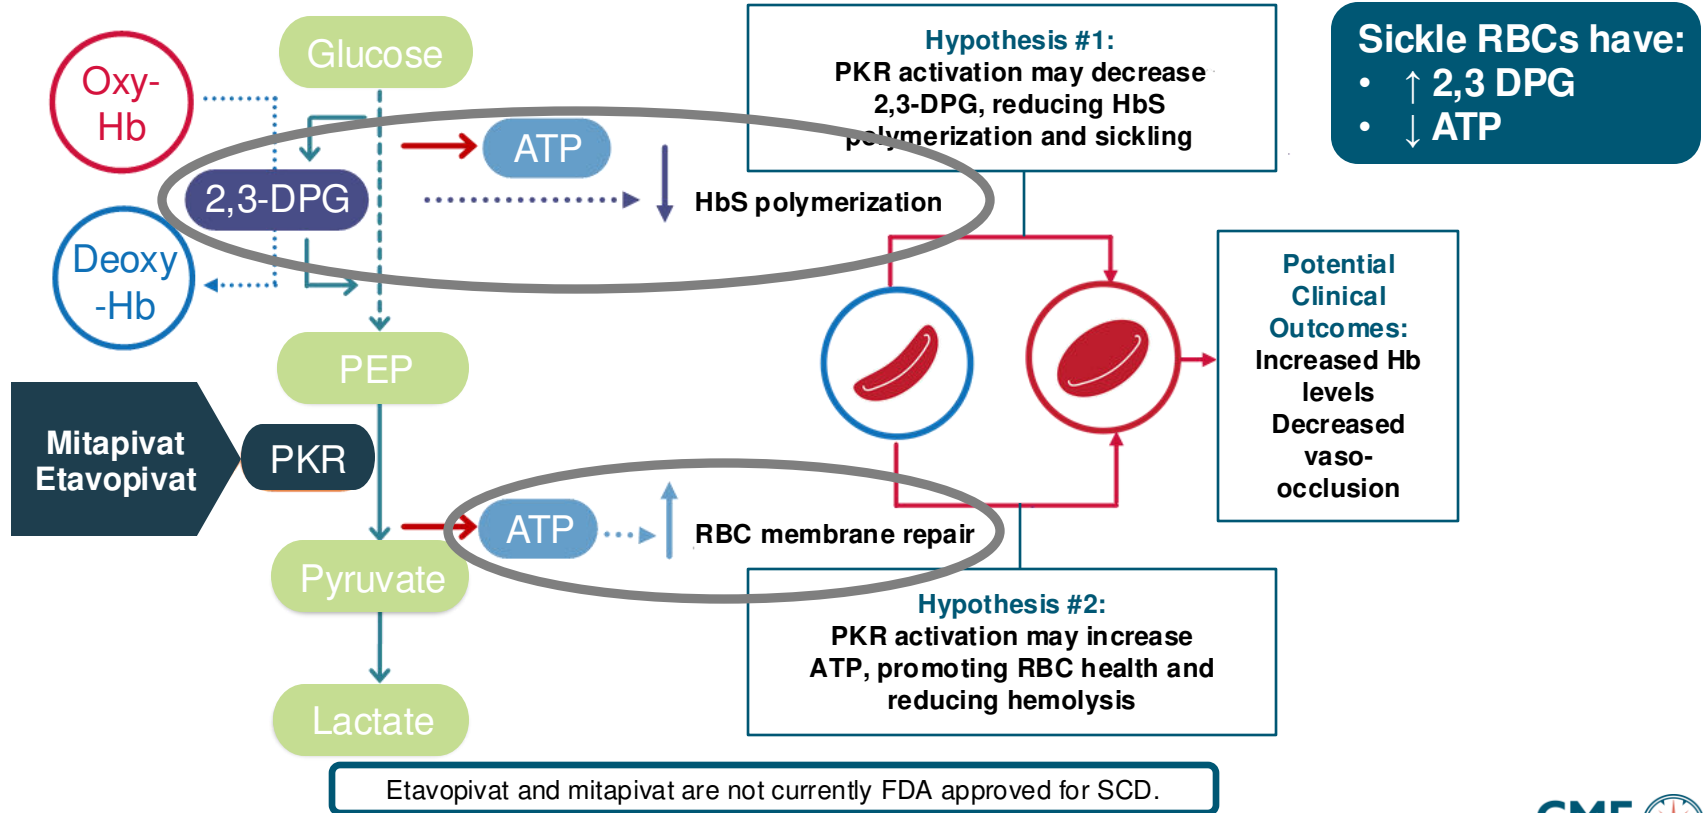 Glucose
Oxy-
Hb
ATP
2,3-DPG
HbS polymerization
Deoxy
-Hb
PEP
Mitapivat
Etavopivat
PKR
ATP
RBC membrane repair
Pyruvate
Lactate
Hypothesis #1:
PKR activation may decrease
2,3-DPG, reducing HbS
polymerization and sickling
Sickle RBCs have:
• ↑ 2,3 DPG
• ↓ ATP
Potential
Clinical
Outcomes:
Increased Hb
levels
Decreased
vaso-
occlusion
Hypothesis #2:
PKR activation may increase
ATP, promoting RBC health and
reducing hemolysis
Etavopivat and mitapivat are not currently FDA approved for SCD.